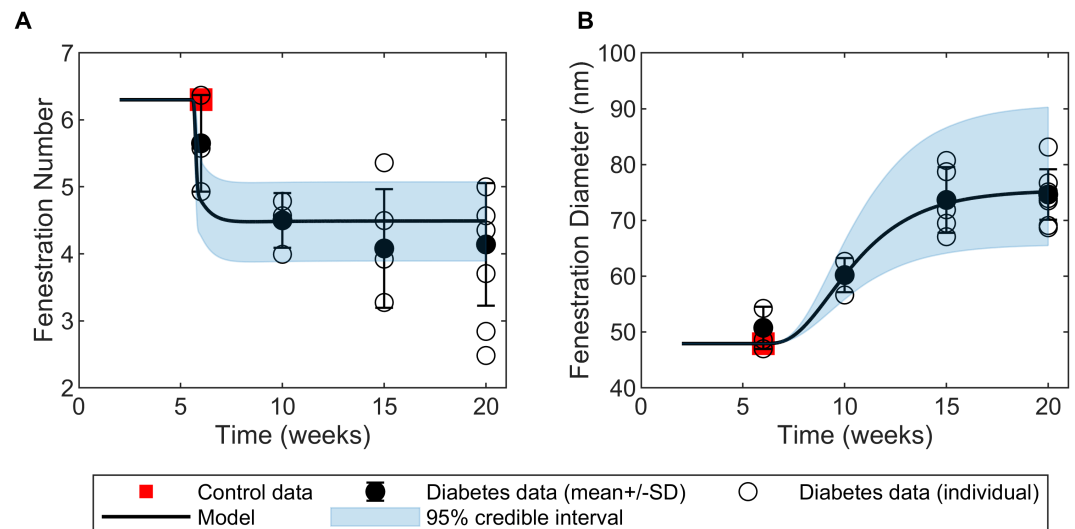 A
B
Fenestration Number
7
6
5
4
3
2
0
5
10
15
20
Time (weeks)
Fenestration Diameter (nm)
100
90
80
70
60
50
40
0
5
10
15
20
Time (weeks)
Control data
Diabetes data (mean+/-SD)
Diabetes data (individual)
Model
95% credible interval